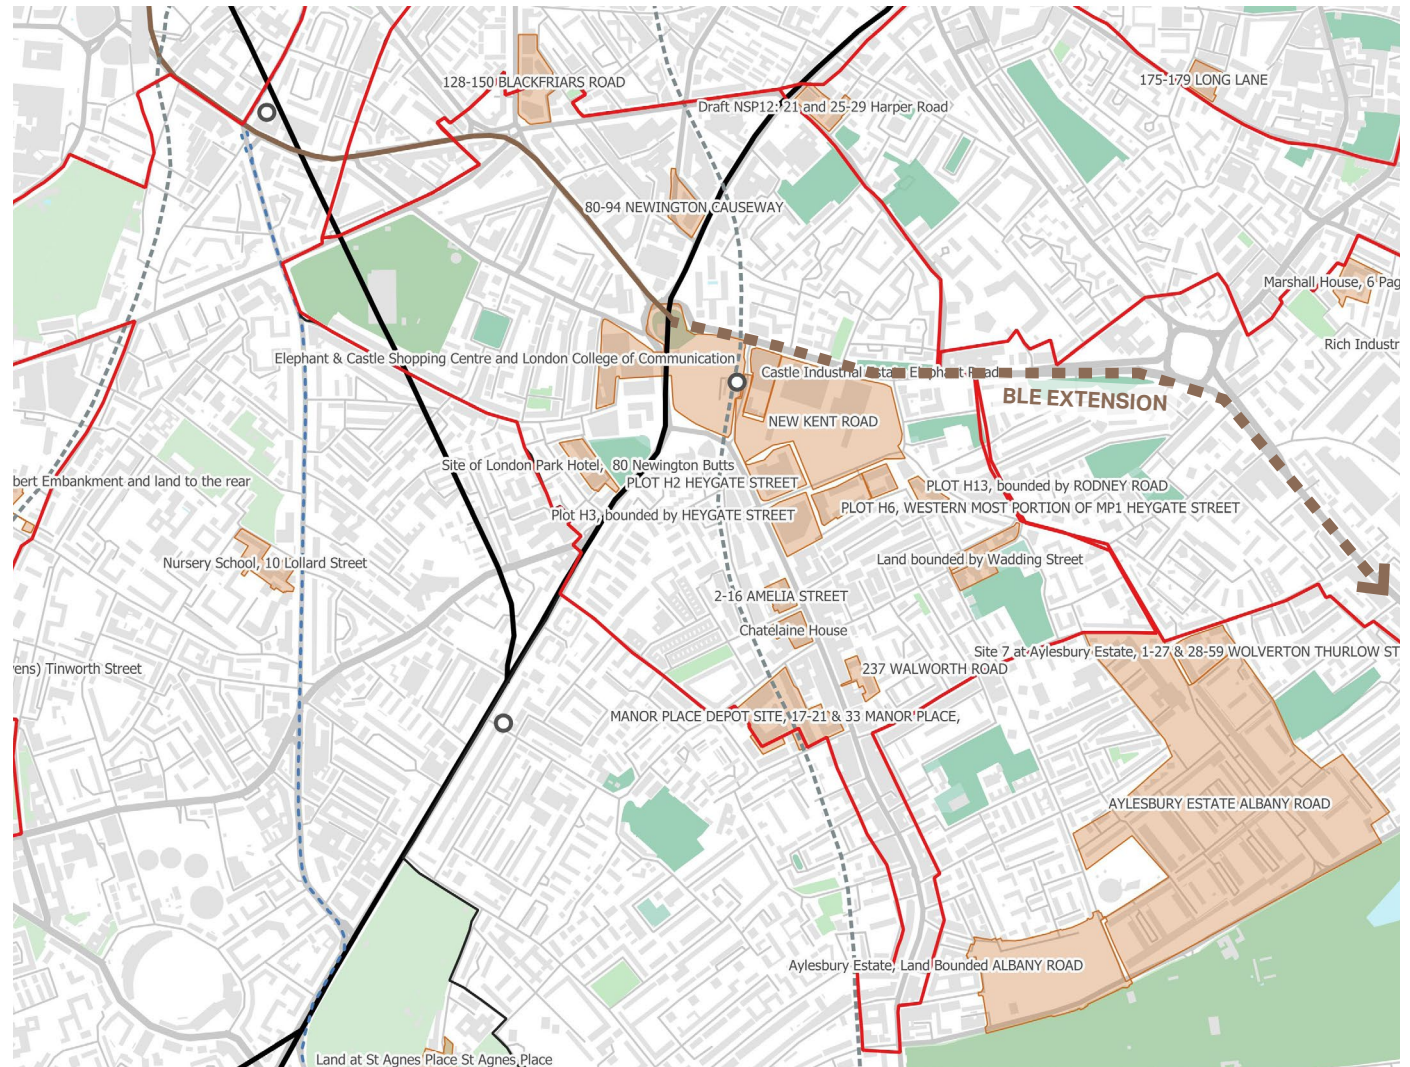 128-150 BLACKFRIARS ROAD
175-179 LONG LANE
Draft NSP12: 21 and 25-29 Harper Road
80-94 NEWINGTON CAUSEWAY
Marshall House, 6 Pag
Rich Industr
Elephant & Castle Shopping Centre and London College of Communication
Castle Industrial Estate Elephant Road
BLE EXTENSION
NEW KENT ROAD
Site of London Park Hotel, 80 Newington Butts
PLOT H2 HEYGATE STREET
bert Embankment and land to the rear
PLOT H13, bounded by RODNEY ROAD
PLOT H6, WESTERN MOST PORTION OF MP1 HEYGATE STREET
Plot H3, bounded by HEYGATE STREET
Nursery School, 10 Lollard Street
Land bounded by Wadding Street
2-16 AMELIA STREET
Chatelaine House
Site 7 at Aylesbury Estate, 1-27 & 28-59 WOLVERTON THURLOW ST
ens) Tinworth Street
237 WALWORTH ROAD
MANOR PLACE DEPOT SITE, 17-21 & 33 MANOR PLACE,
AYLESBURY ESTATE ALBANY ROAD
Aylesbury Estate, Land Bounded ALBANY ROAD
Land at St Agnes Place St Agnes Place